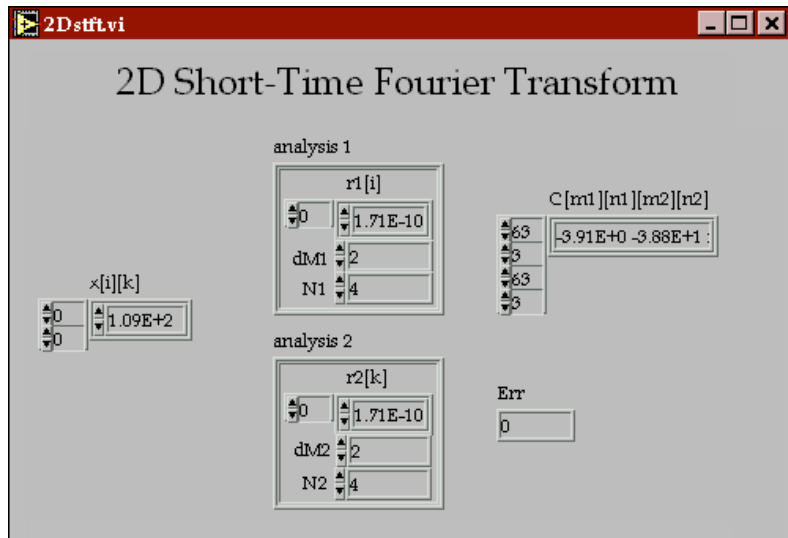 2Dstft.vi
2D Short-Time Fourier Transform
analysis 1
r1[i]
0 1.71E-10
dM1 2
N1 4
x[i][k]
0 1.09E+2
0
C[m1][n1][m2][n2]
63 -3.91E+0 -3.88E+1 :
3
63
3
analysis 2
r2[k]
0 1.71E-10
dM2 2
N2 4
Err
0